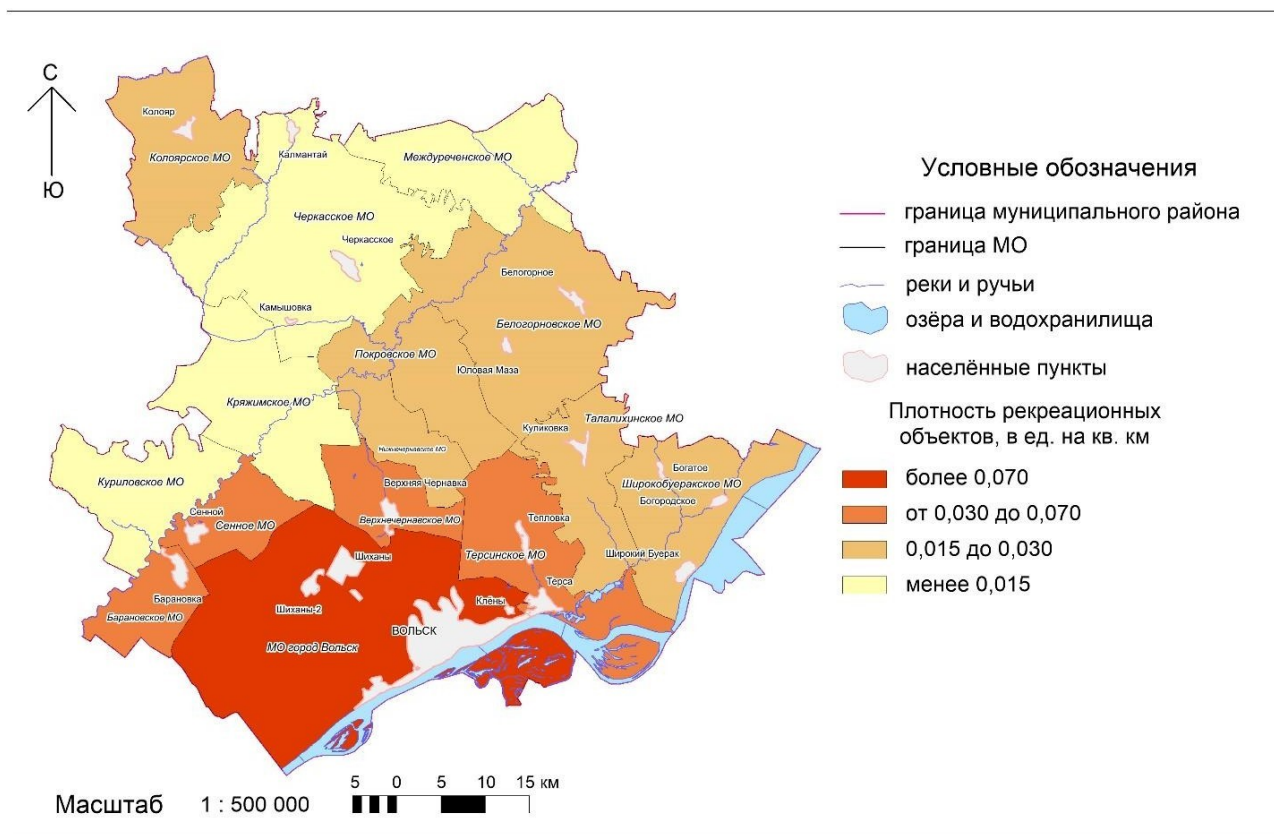 С
Ю
Колояр
Колоярское МО
Калмантай
Междуреченское МО
Черкасское МО
Черкасское
Белогорное
Камышовка
Белогорновское МО
Покровское МО
Юловая Маза
Кряжимское МО
Талалихинское МО
Куликовка
Нижнечернавское МО
Богатое
Верхняя Чернавка
Широкобуеракское МО
Куриловское МО
Богородское
Сенной
Сенное МО
Верхнечернавское МО
Тепловка
Шиханы
Терсинское МО
Широкий Буерак
Терса
Барановка
Шиханы-2
Клёны
Барановское МО
ВОЛЬСК
МО город Вольск
Условные обозначения
граница муниципального района
граница МО
реки и ручьи
озёра и водохранилища
населённые пункты
Плотность рекреационных
объектов, в ед. на кв. км
более 0,070
от 0,030 до 0,070
0,015 до 0,030
менее 0,015
Масштаб 1 : 500 000
5 0 5 10 15 км